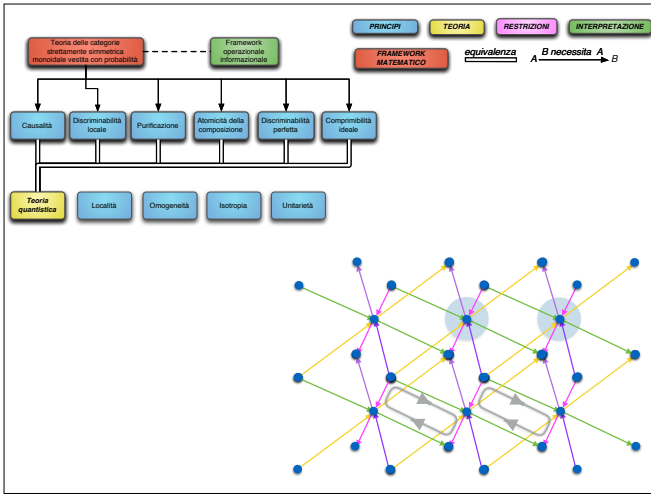 PRINCIPI
TEORIA
RESTRIZIONI
INTERPRETAZIONE
Teoria delle categorie
strettamente simmetrica
monoidale vestita con probabilità
Framework
operazionale
informazionale
FRAMEWORK
MATEMATICO
equivalenza
B necessita A
A
B
Causalità
Discriminabilità
locale
Purificazione
Atomicità della
composizione
Discriminabilità
perfetta
Comprimibilità
ideale
Teoria
quantistica
Località
Omogeneità
Isotropia
Unitarietà